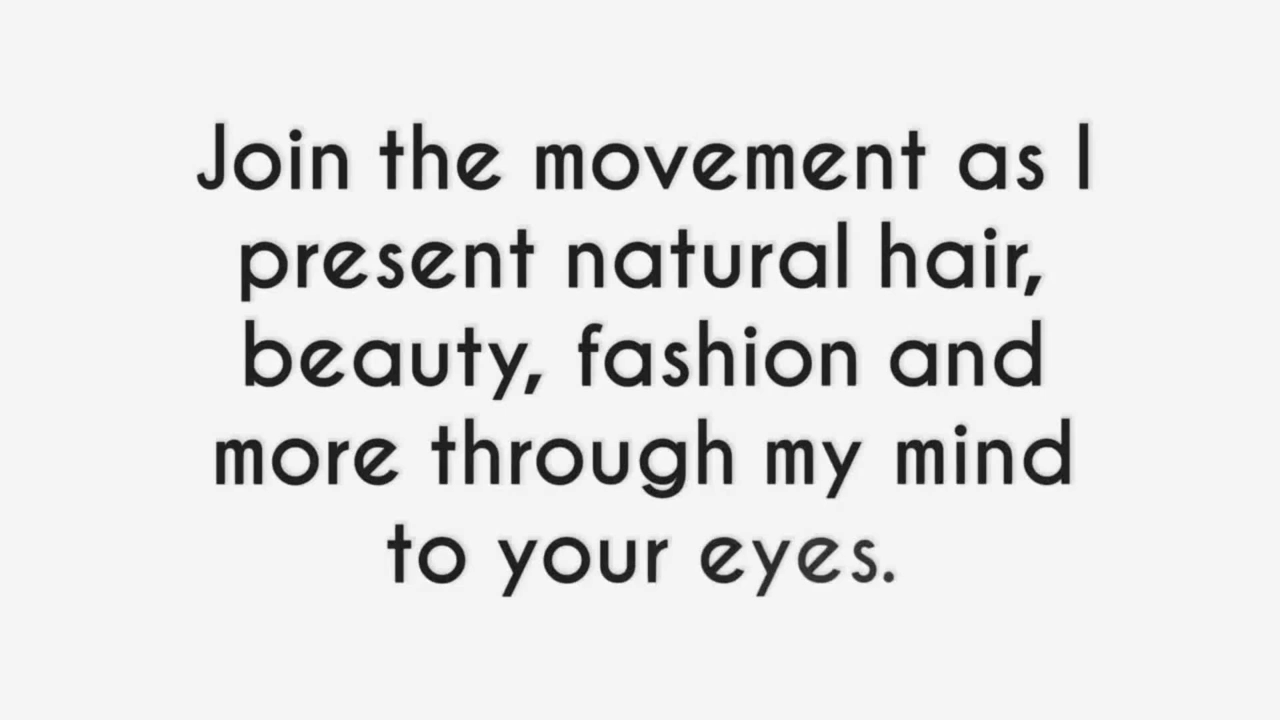 Join the movement as I
present natural hair,
beauty, fashion and
more through my mind
to your eyes.